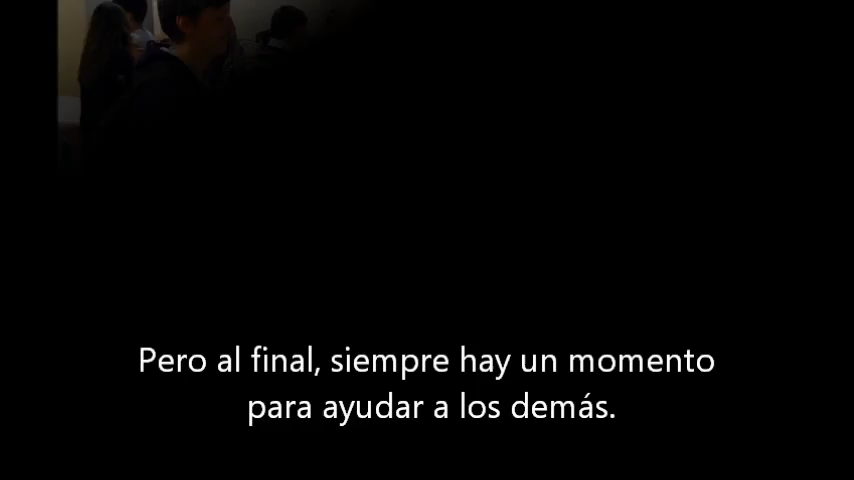 Pero al final, siempre hay un momento
para ayudar a los demás.